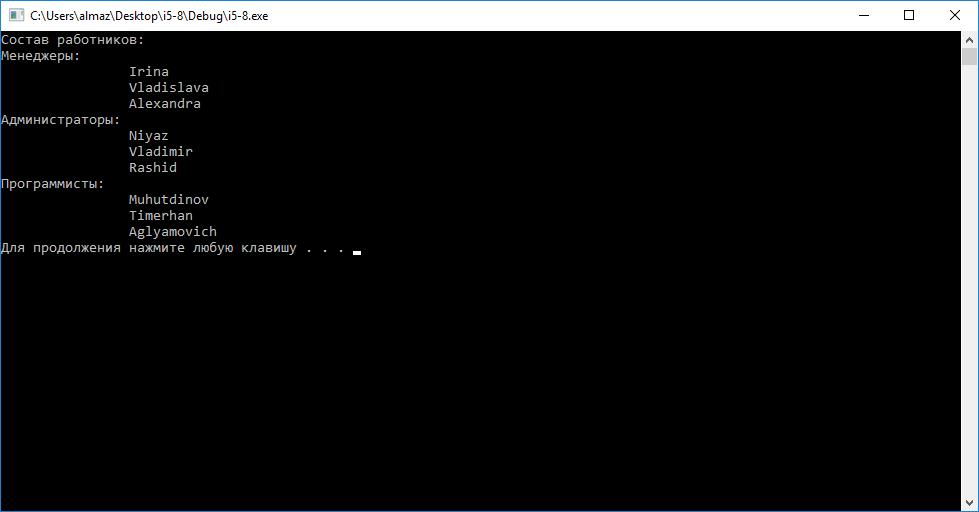 C:\Users\almaz\Desktop\i5-8\Debug\i5-8.exe
Состав работников:
Менеджеры:
Irina
Vladislava
Alexandra
Администраторы:
Niyaz
Vladimir
Rashid
Программисты:
Muhutdinov
Timerhan
Aglyamovich
Для продолжения нажмите любую клавишу . . .